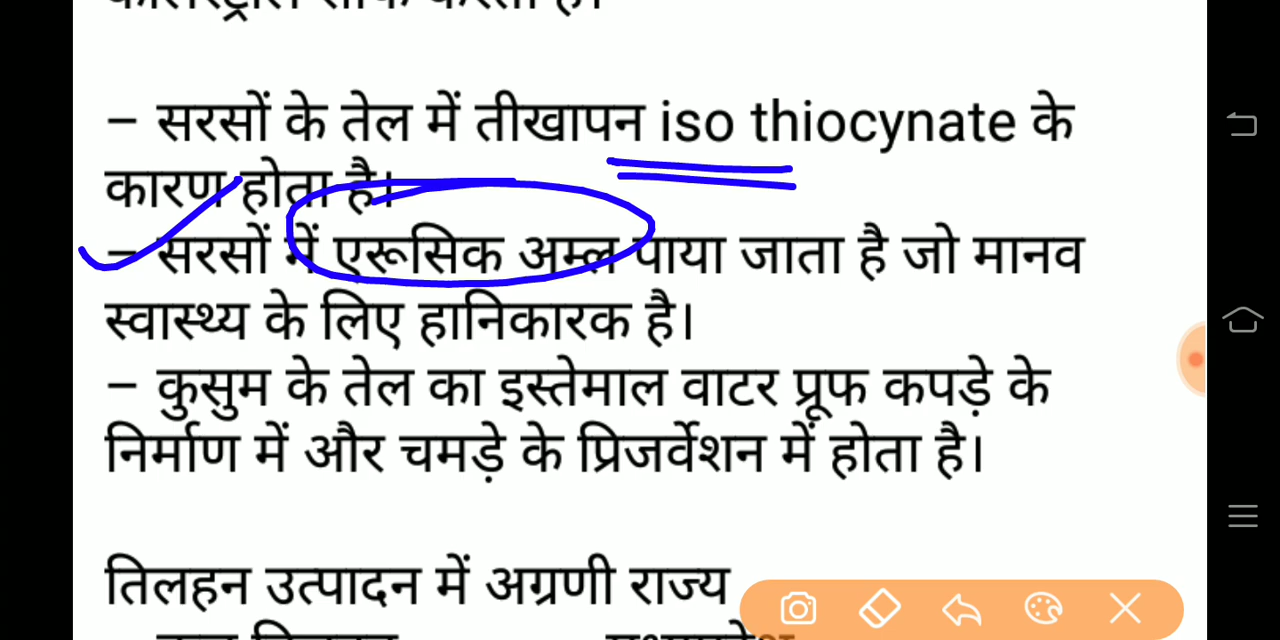 – सरसों के तेल में तीखापन iso thiocynate के
कारण होता है।
– सरसों में एरूसिक अम्ल पाया जाता है जो मानव
स्वास्थ्य के लिए हानिकारक है।
– कुसुम के तेल का इस्तेमाल वाटर प्रूफ कपड़े के
निर्माण में और चमड़े के प्रिजर्वेशन में होता है।
तिलहन उत्पादन में अग्रणी राज्य